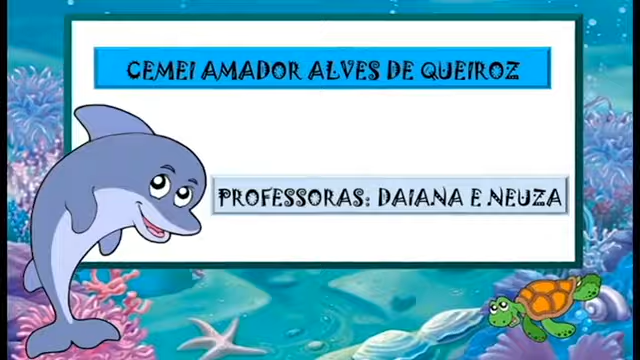 CEMEI AMADOR ALVES DE QUEIROZ
PROFESSORAS: DAIANA E NEUZA